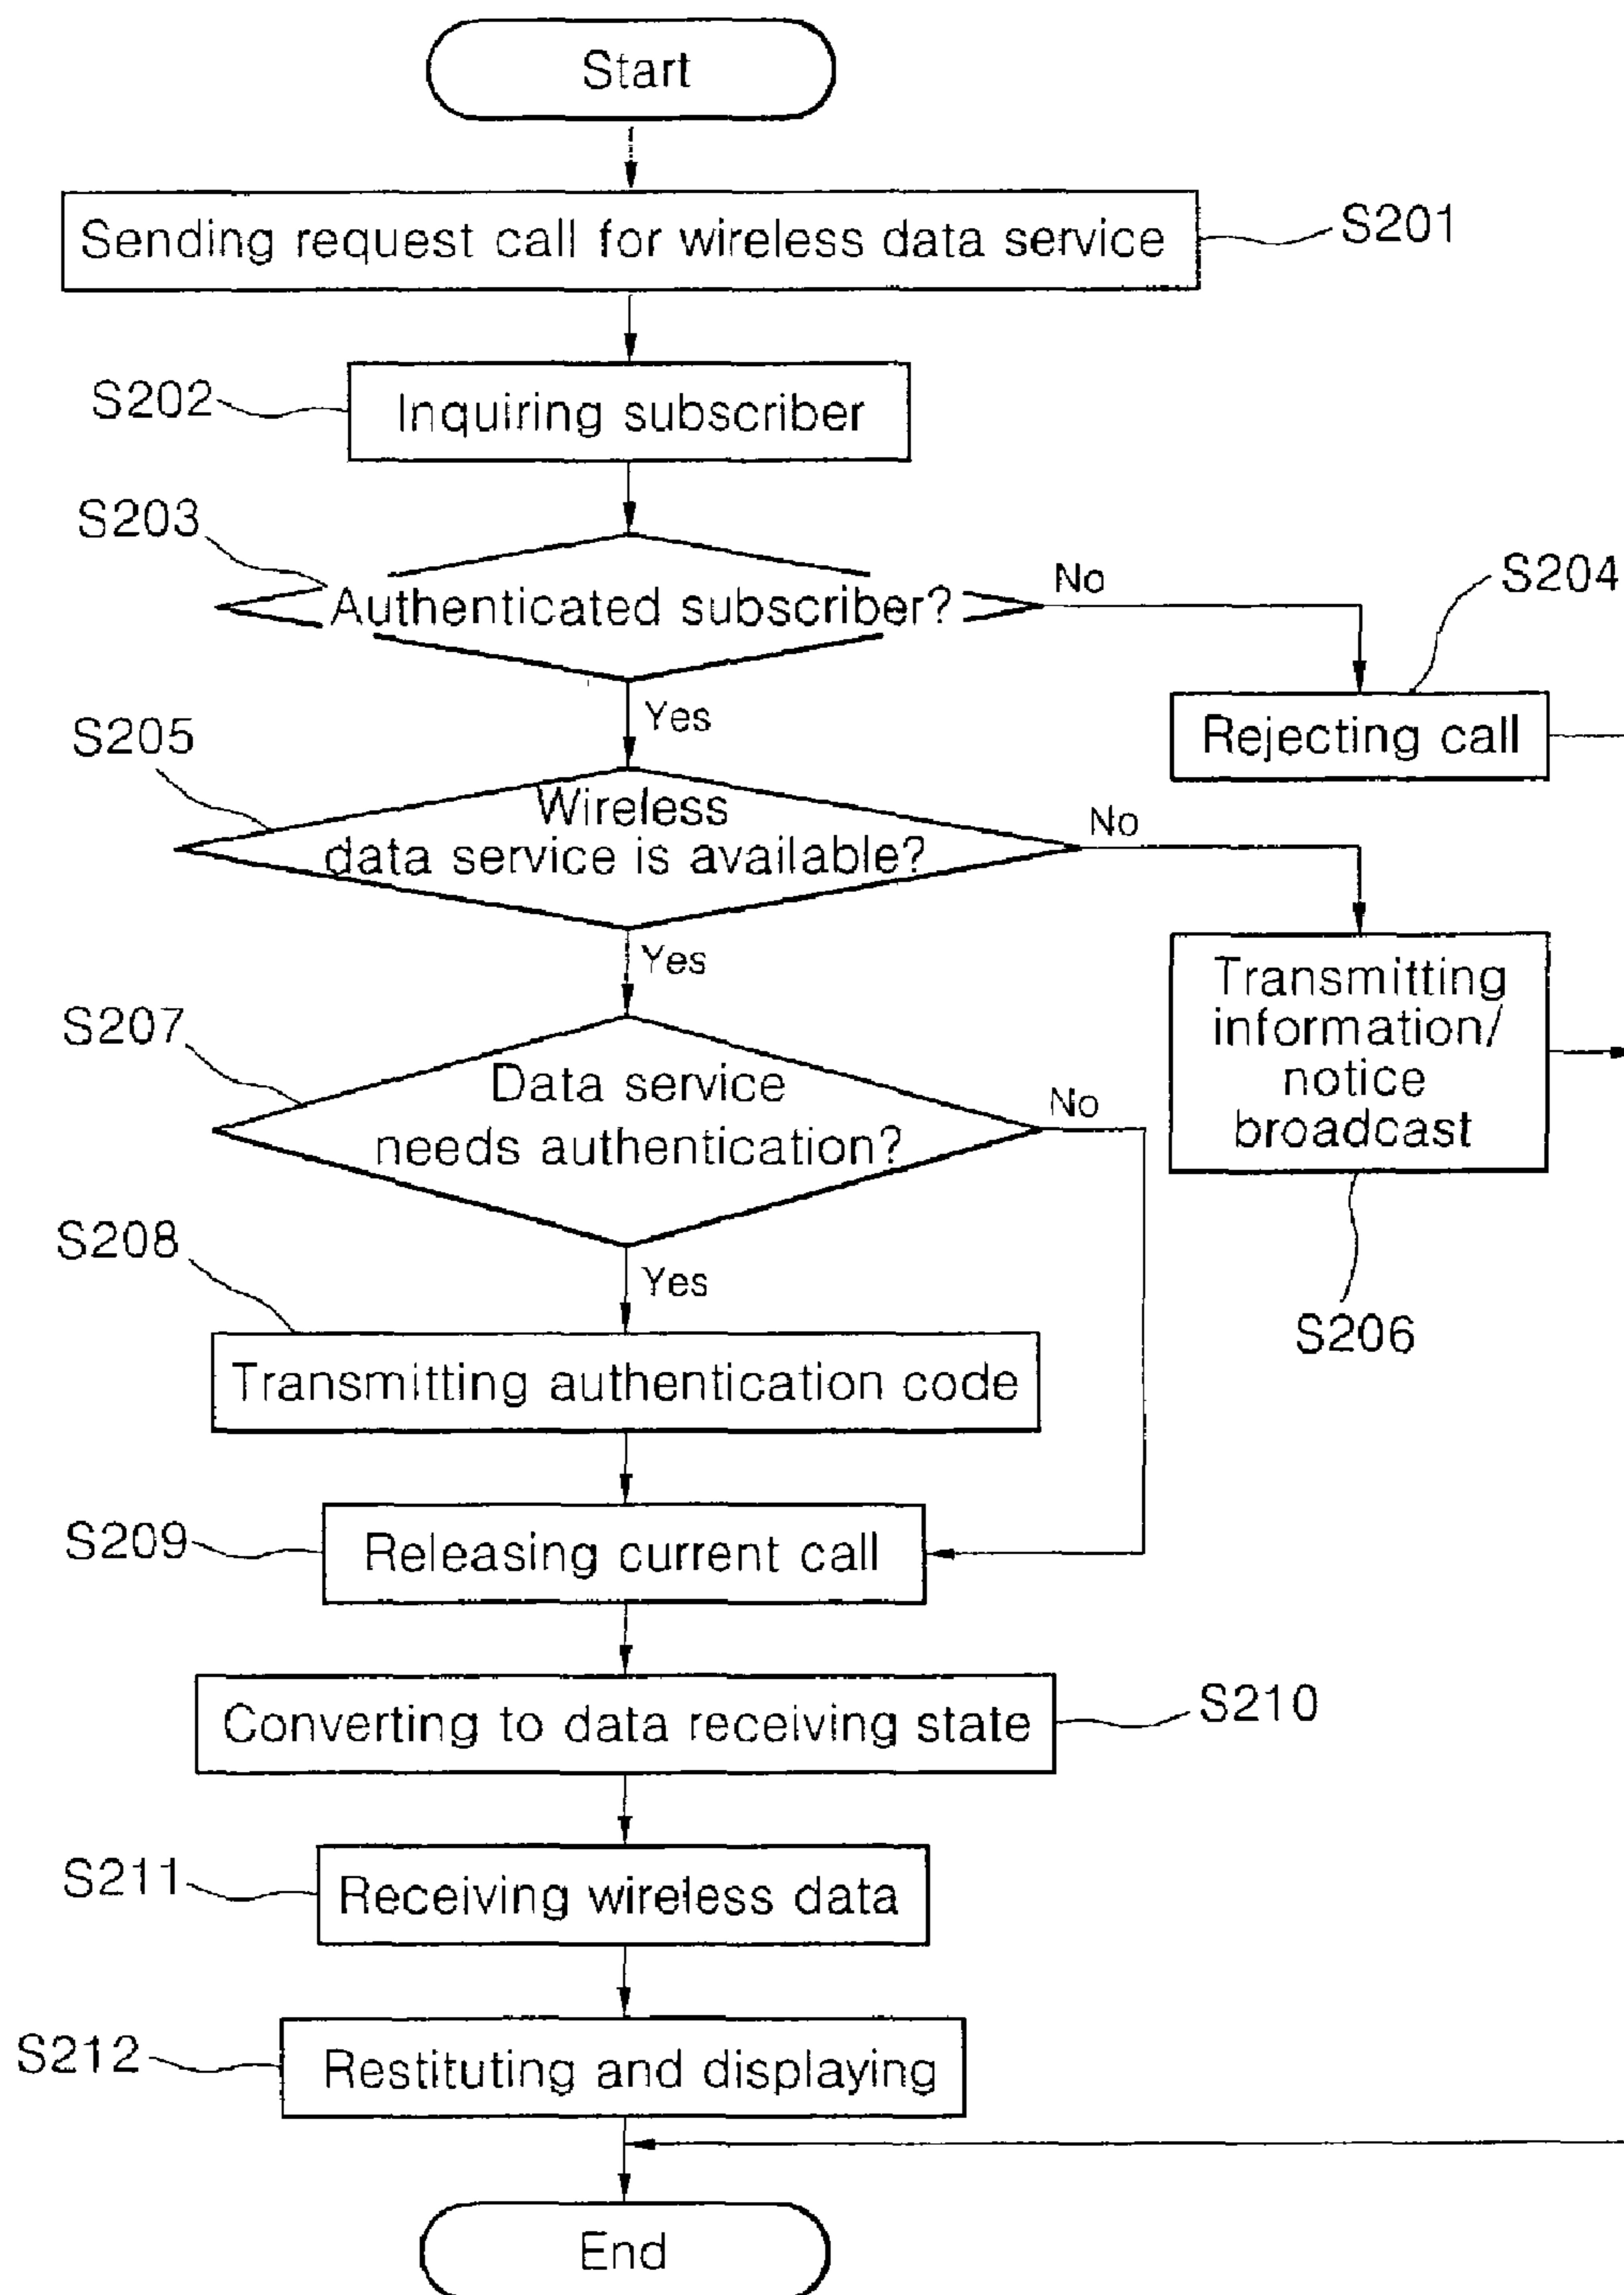 Start
Sending request call for wireless data service
S201
S202
Inquiring subscriber
S203
Authenticated subscriber?
No
S204
Yes
Rejecting call
S205
Wireless
data service is available?
No
Yes
Transmitting
information/
notice
broadcast
S206
S207
Data service
needs authentication?
No
Yes
S208
Transmitting authentication code
S209
Releasing current call
Converting to data receiving state
S210
S211
Receiving wireless data
S212
Restituting and displaying
End